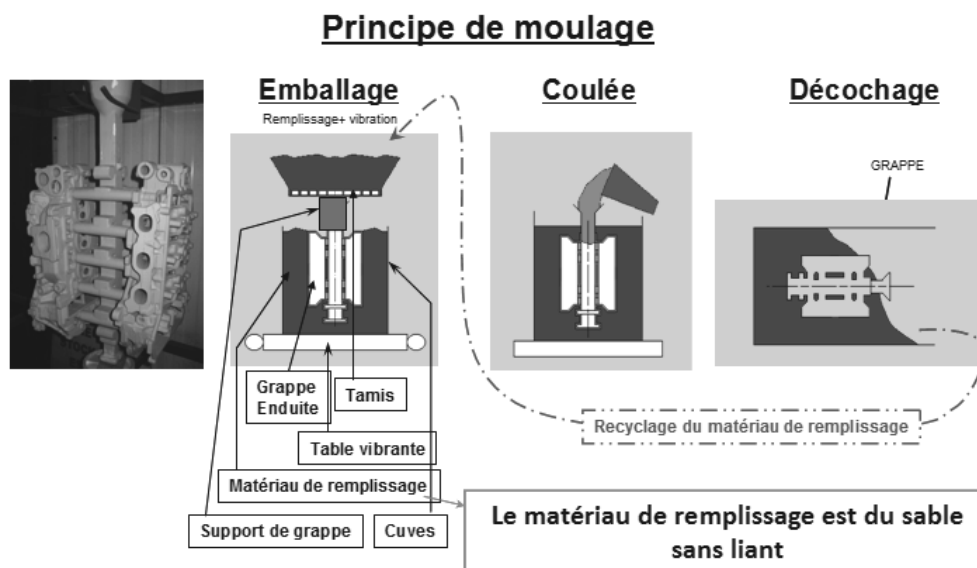 Principe de moulage
Emballage
Coulée
Décochage
Remplissage+ vibration
GRAPPE
Grappe
Enduite
Tamis
Recyclage du matériau de remplissage
Table vibrante
Matériau de remplissage
Support de grappe
Cuves
Le matériau de remplissage est du sable
sans liant